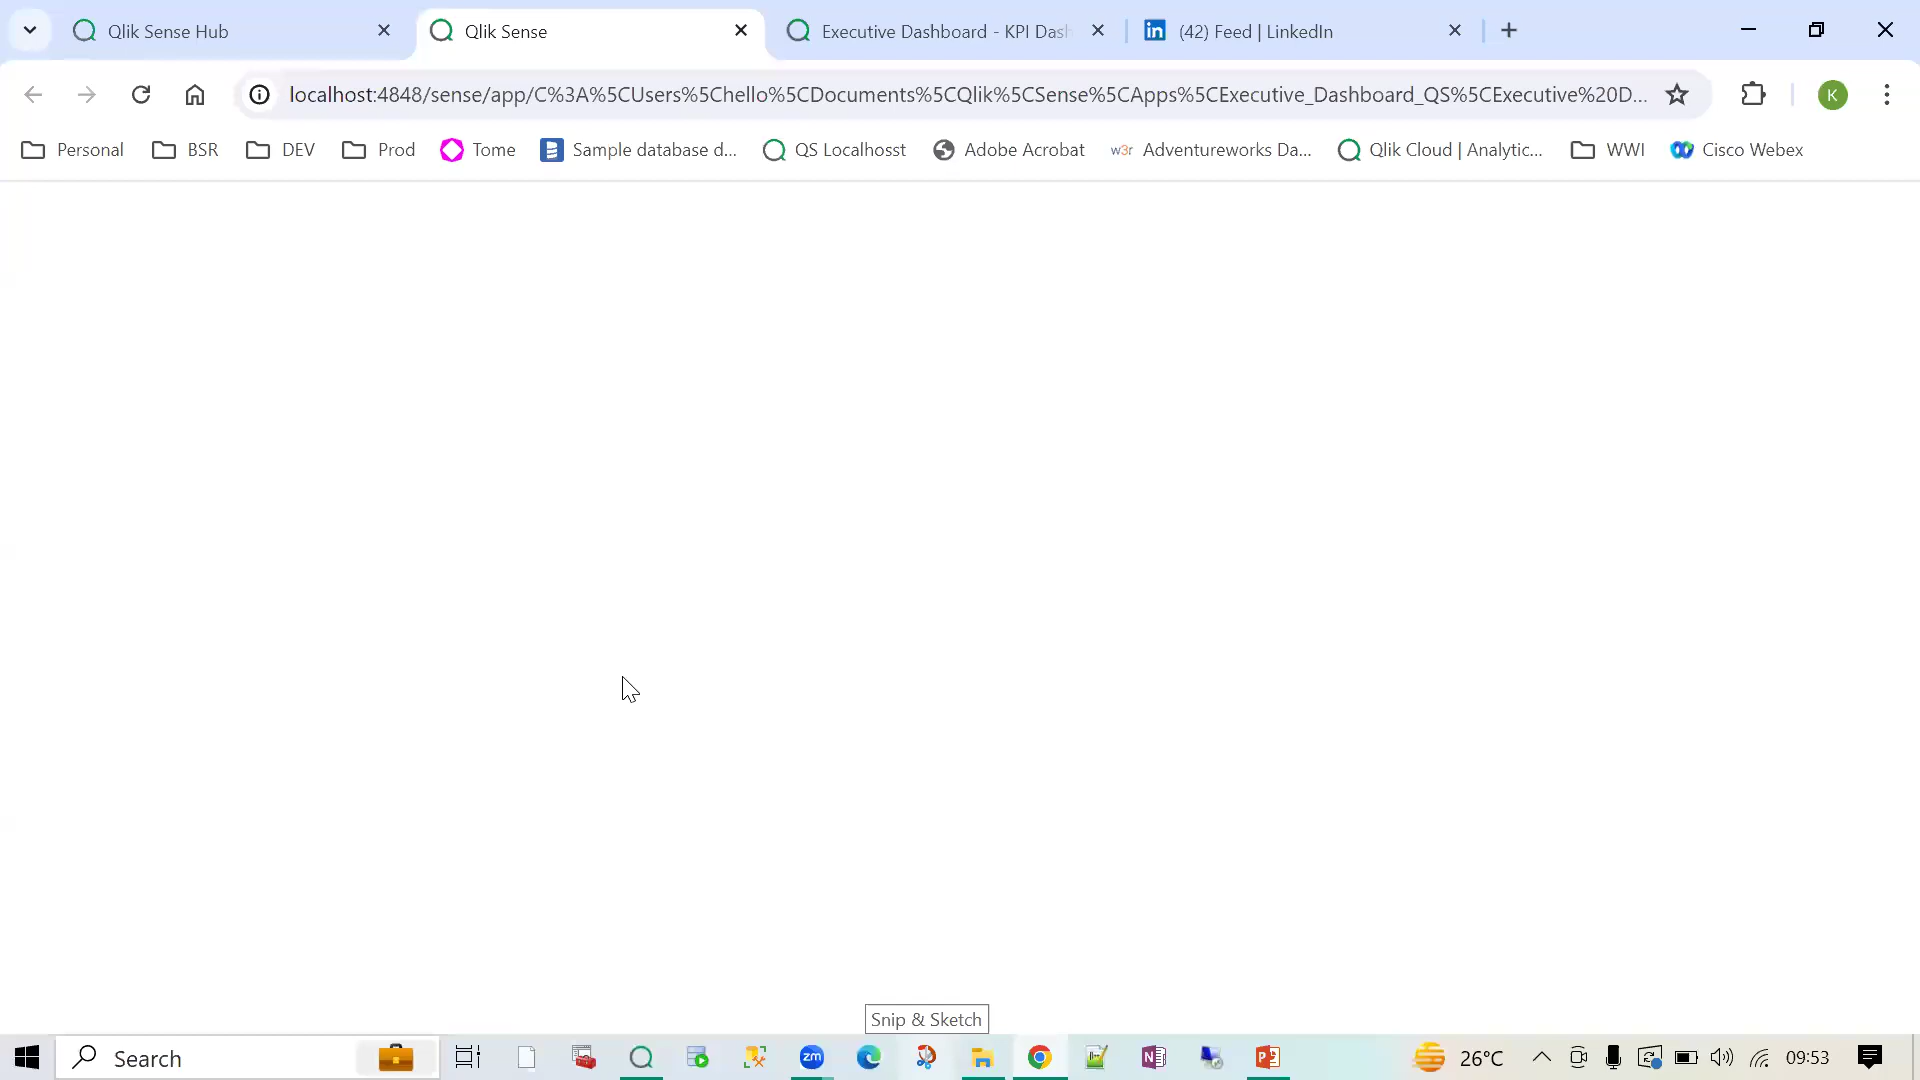 Qlik Sense Hub
Qlik Sense
Executive Dashboard - KPI Dash
(42) Feed | LinkedIn
localhost:4848/sense/app/C%3A%5CUsers%5Chello%5CDocuments%5CQlik%5CSense%5CApps%5CExecutive_Dashboard_QS%5CExecutive%20D...
K
Personal
BSR
DEV
Prod
Tome
Sample database d...
QS Localhosst
Adobe Acrobat
w3r
Adventureworks Da...
Qlik Cloud | Analytic...
WWI
Cisco Webex
Snip & Sketch
Search
zm
26°C
09:53